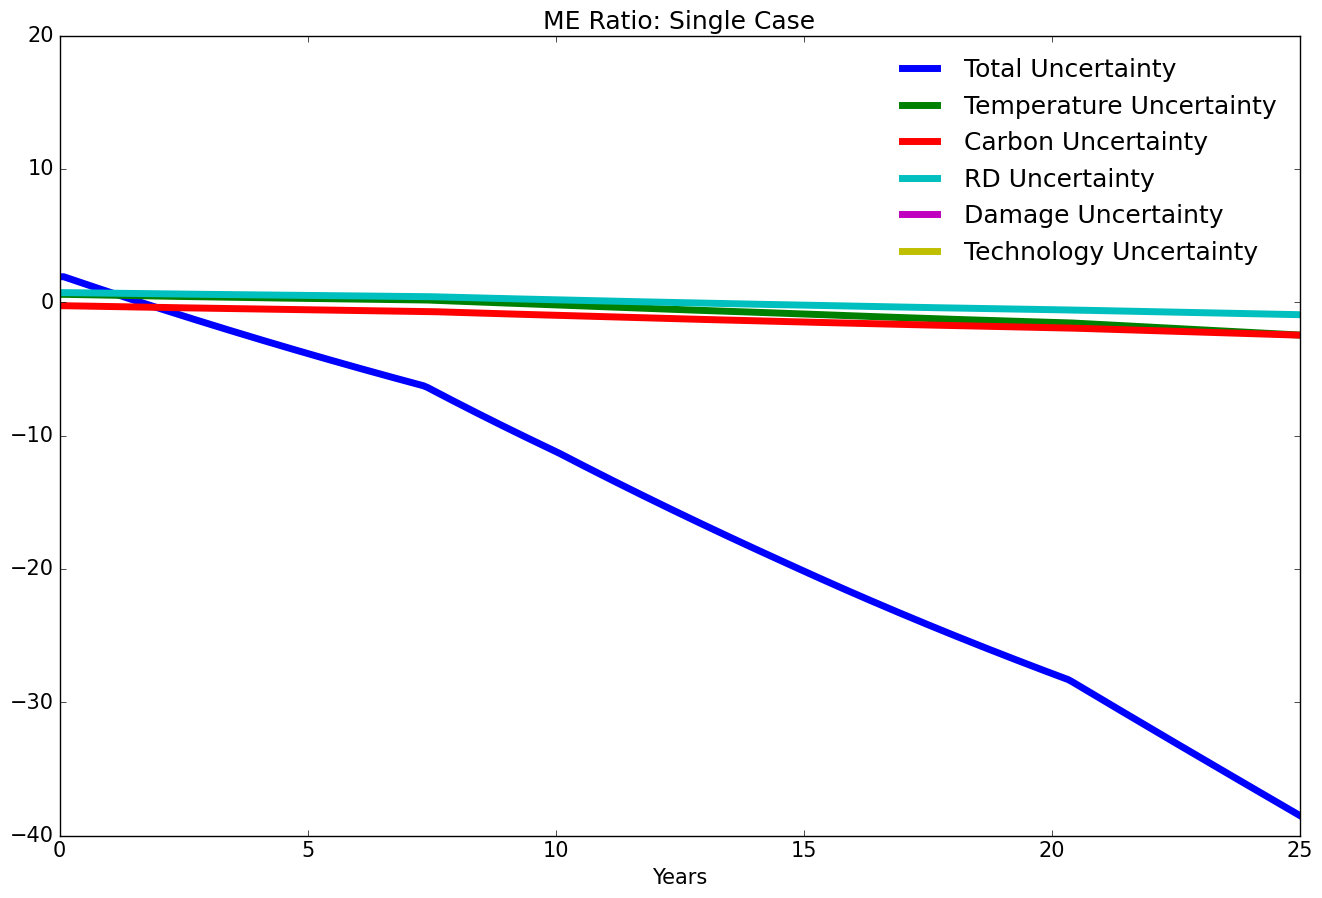 ME Ratio: Single Case
20
10
0
−10
−20
−30
−40
Total Uncertainty
Temperature Uncertainty
Carbon Uncertainty
RD Uncertainty
Damage Uncertainty
Technology Uncertainty
0 5 10 15 20 25
Years